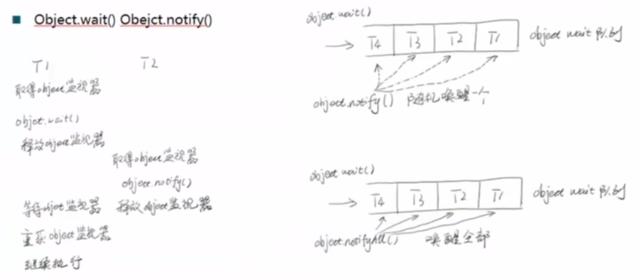 Object.wait() Obejct.notify()
T1 T2
取得object监视器
object.wait()
释放object监视器
取得object监视器
object.notify()
等待object监视器 释放object监视器
重获object监视器
继续执行
object wait()
T4 T3 T2 T1 object wait 队列
object.notify() 随机唤醒一个
object wait()
T4 T3 T2 T1 object wait 队列
object.notifyAll() 唤醒全部